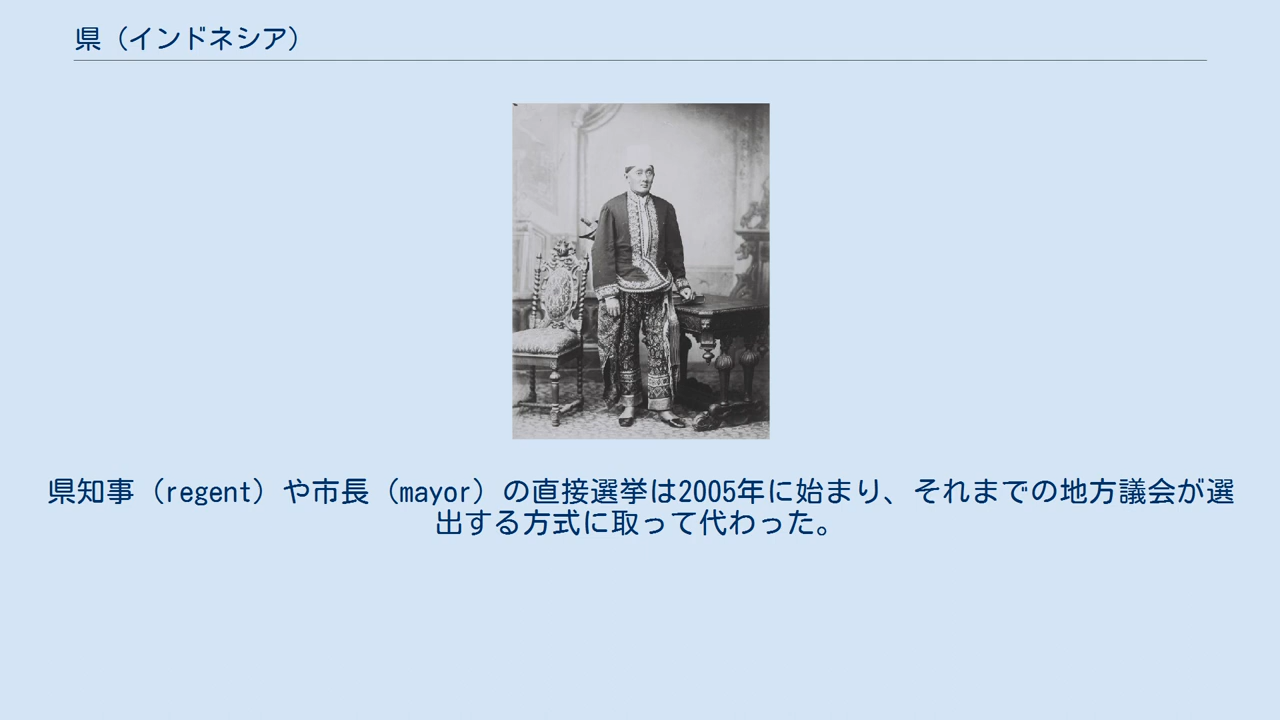 県（インドネシア）
県知事（regent）や市長（mayor）の直接選挙は2005年に始まり、それまでの地方議会が選
出する方式に取って代わった。